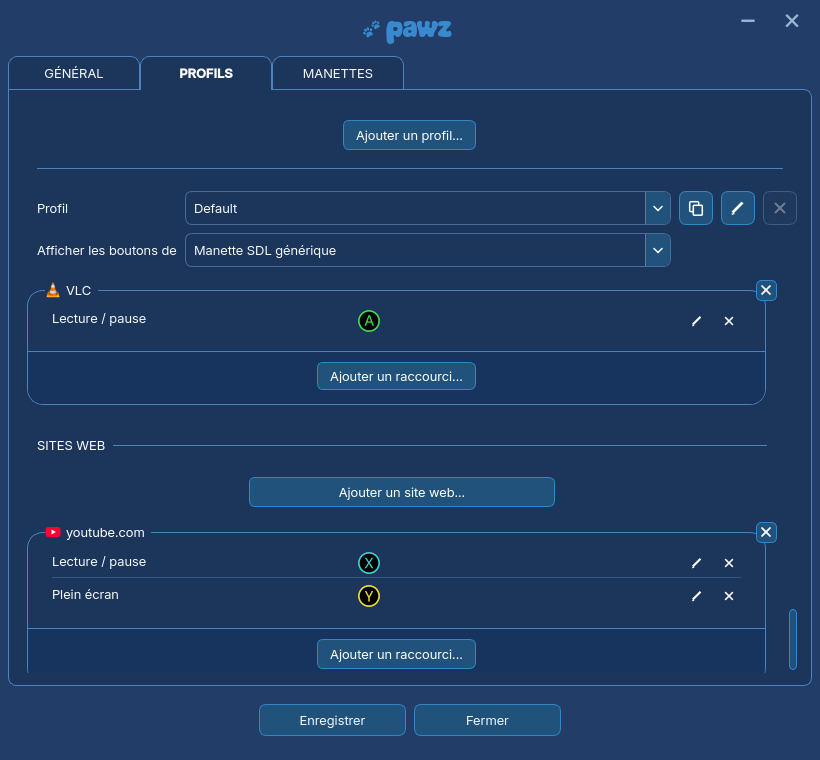 pawz
GÉNÉRAL
PROFILS
MANETTES
Ajouter un profil...
Profil
Default
Afficher les boutons de
Manette SDL générique
VLC
Lecture / pause
A
Ajouter un raccourci...
SITES WEB
Ajouter un site web...
youtube.com
Lecture / pause
X
Plein écran
Y
Ajouter un raccourci...
Enregistrer
Fermer